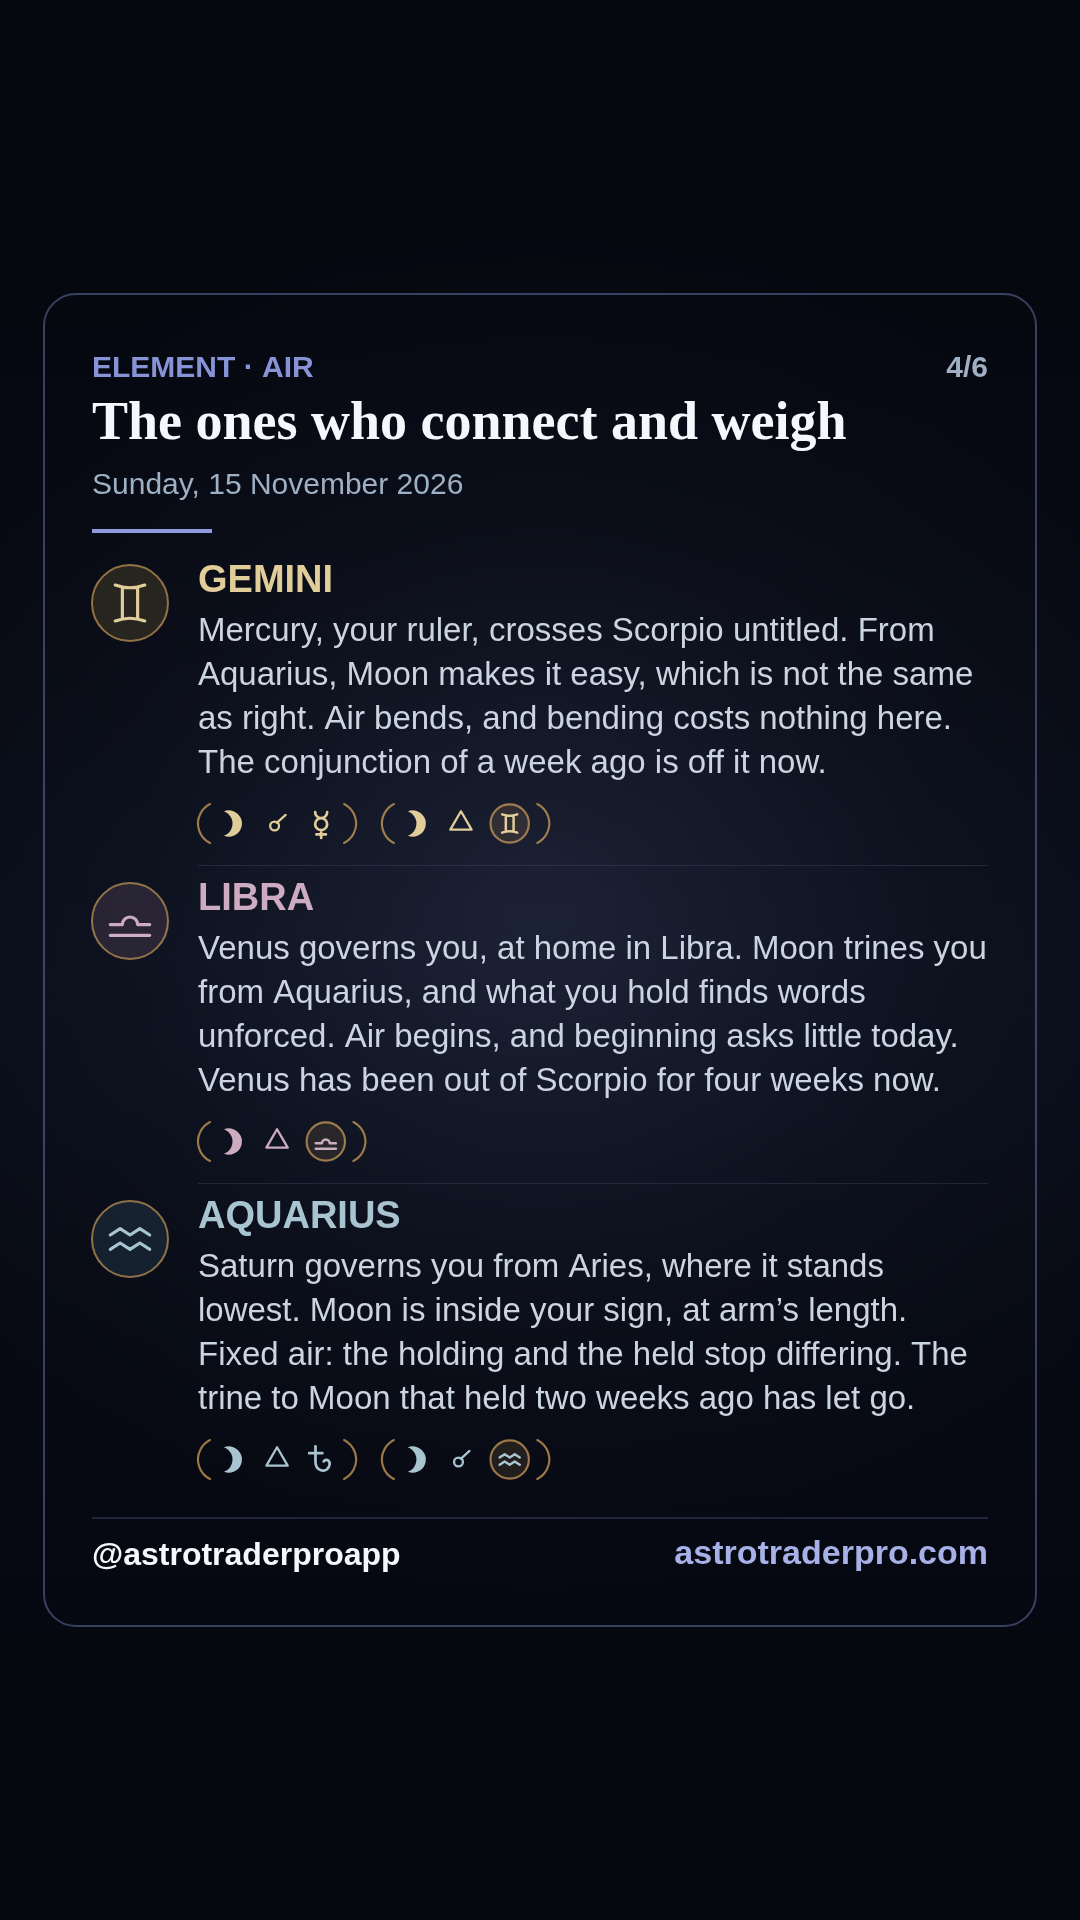 ELEMENT · AIR
4/6
The ones who connect and weigh
Sunday, 15 November 2026
GEMINI
Mercury, your ruler, crosses Scorpio untitled. From
Aquarius, Moon makes it easy, which is not the same
as right. Air bends, and bending costs nothing here.
The conjunction of a week ago is off it now.
LIBRA
Venus governs you, at home in Libra. Moon trines you
from Aquarius, and what you hold finds words
unforced. Air begins, and beginning asks little today.
Venus has been out of Scorpio for four weeks now.
AQUARIUS
Saturn governs you from Aries, where it stands
lowest. Moon is inside your sign, at arm’s length.
Fixed air: the holding and the held stop differing. The
trine to Moon that held two weeks ago has let go.
@astrotraderproapp
astrotraderpro.com